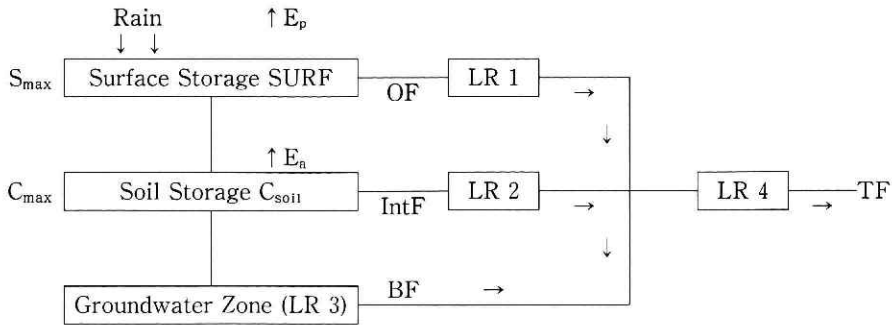 Rain ↑ Eₚ
↓ ↓
Sₘₐₓ Surface Storage SURF OF LR 1 →
↓
↑ Eₐ
Cₘₐₓ Soil Storage Cₛₒᵢₗ IntF LR 2 → LR 4 → TF
↓
Groundwater Zone (LR 3) BF →